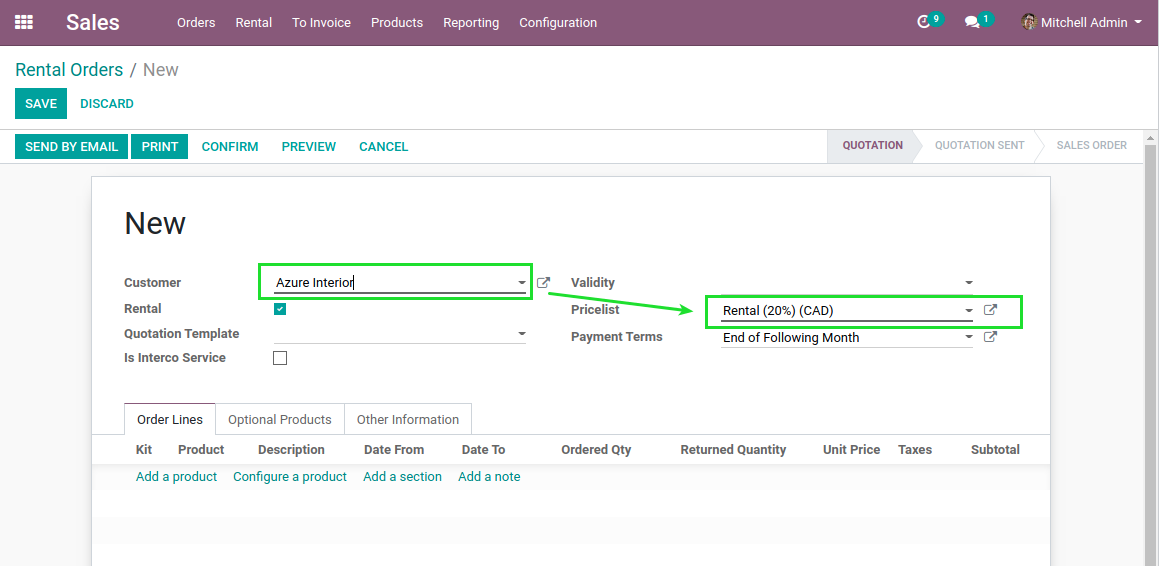 Sales Orders Rental To Invoice Products Reporting Configuration 9 1 Mitchell Admin
Rental Orders / New
SAVE DISCARD
SEND BY EMAIL PRINT CONFIRM PREVIEW CANCEL QUOTATION QUOTATION SENT SALES ORDER
New
Customer Azure Interior Validity
Rental Pricelist Rental (20%) (CAD)
Quotation Template Payment Terms End of Following Month
Is Interco Service
Order Lines Optional Products Other Information
Kit Product Description Date From Date To Ordered Qty Returned Quantity Unit Price Taxes Subtotal
Add a product Configure a product Add a section Add a note